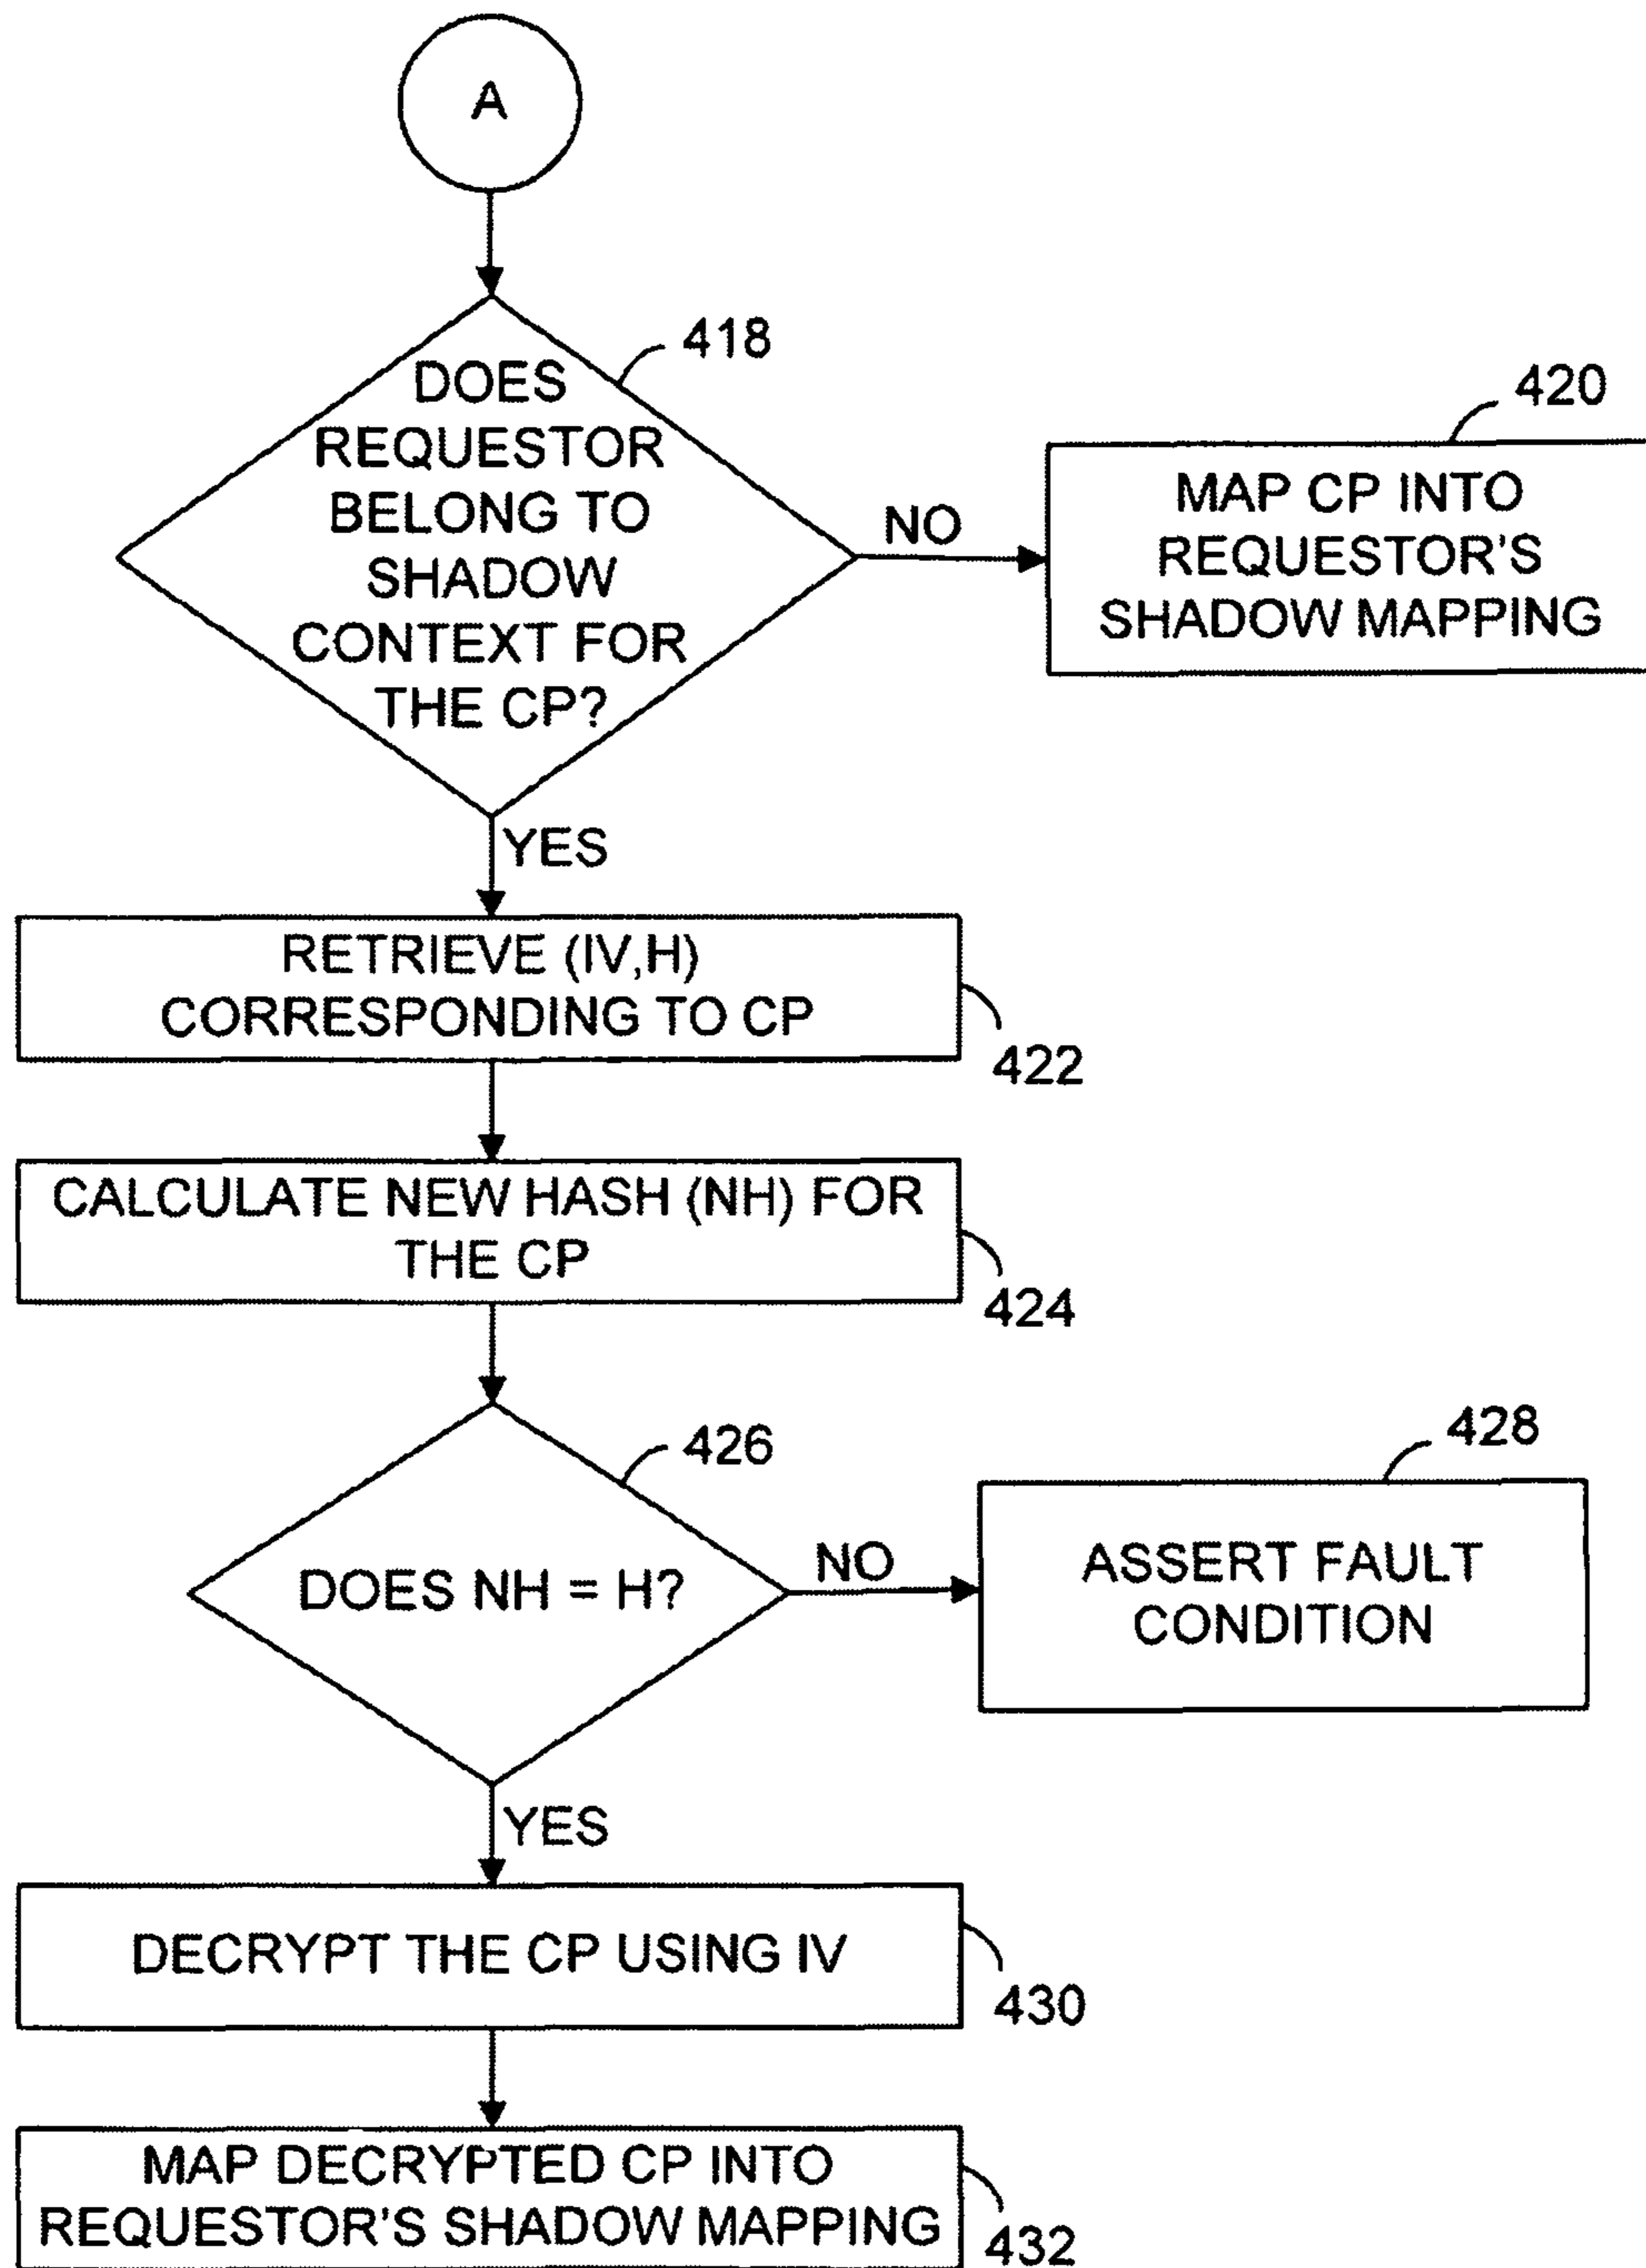 A
418
DOES
REQUESTOR
BELONG TO
SHADOW
CONTEXT FOR
THE CP?
NO
420
MAP CP INTO
REQUESTOR'S
SHADOW MAPPING
YES
RETRIEVE (IV,H)
CORRESPONDING TO CP
422
CALCULATE NEW HASH (NH) FOR
THE CP
424
426
DOES NH = H?
NO
428
ASSERT FAULT
CONDITION
YES
DECRYPT THE CP USING IV
430
MAP DECRYPTED CP INTO
REQUESTOR'S SHADOW MAPPING
432